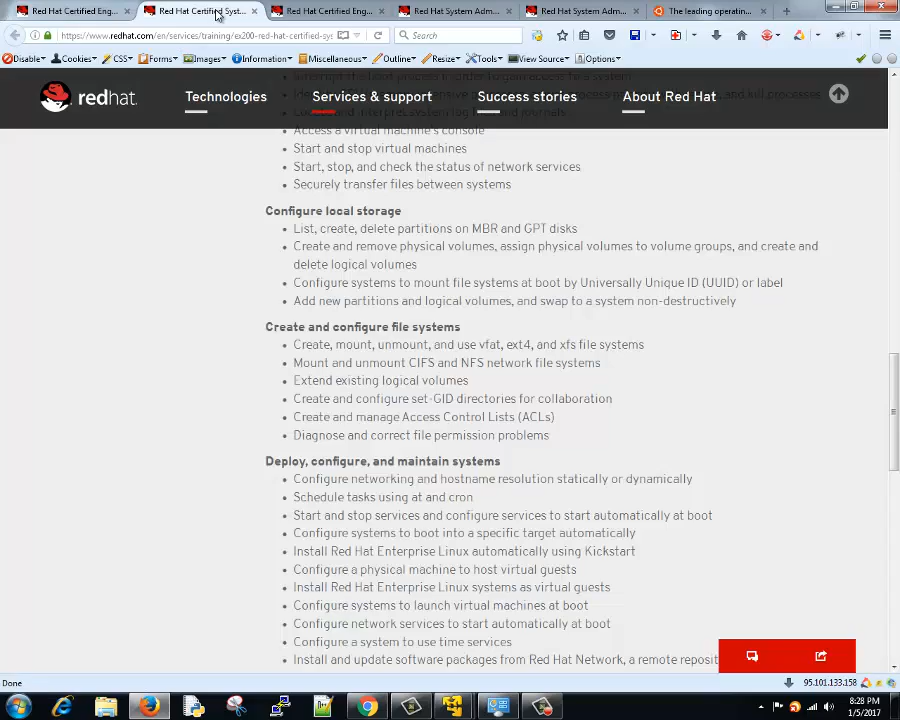 Red Hat Certified Eng...
Red Hat Certified Syst...
Red Hat Certified Eng...
Red Hat System Adm...
Red Hat System Adm...
The leading operatin...
https://www.redhat.com/en/services/training/ex200-red-hat-certified-sys
Search
Disable
Cookies
CSS
Forms
Images
Information
Miscellaneous
Outline
Resize
Tools
View Source
Options
redhat.
Technologies
Services & support
Success stories
About Red Hat
and kill processes
Access a virtual machine's console
Start and stop virtual machines
Start, stop, and check the status of network services
Securely transfer files between systems
Configure local storage
List, create, delete partitions on MBR and GPT disks
Create and remove physical volumes, assign physical volumes to volume groups, and create and
delete logical volumes
Configure systems to mount file systems at boot by Universally Unique ID (UUID) or label
Add new partitions and logical volumes, and swap to a system non-destructively
Create and configure file systems
Create, mount, unmount, and use vfat, ext4, and xfs file systems
Mount and unmount CIFS and NFS network file systems
Extend existing logical volumes
Create and configure set-GID directories for collaboration
Create and manage Access Control Lists (ACLs)
Diagnose and correct file permission problems
Deploy, configure, and maintain systems
Configure networking and hostname resolution statically or dynamically
Schedule tasks using at and cron
Start and stop services and configure services to start automatically at boot
Configure systems to boot into a specific target automatically
Install Red Hat Enterprise Linux automatically using Kickstart
Configure a physical machine to host virtual guests
Install Red Hat Enterprise Linux systems as virtual guests
Configure systems to launch virtual machines at boot
Configure network services to start automatically at boot
Configure a system to use time services
Install and update software packages from Red Hat Network, a remote reposit
Done
95.101.133.158
8:28 PM
1/5/2017